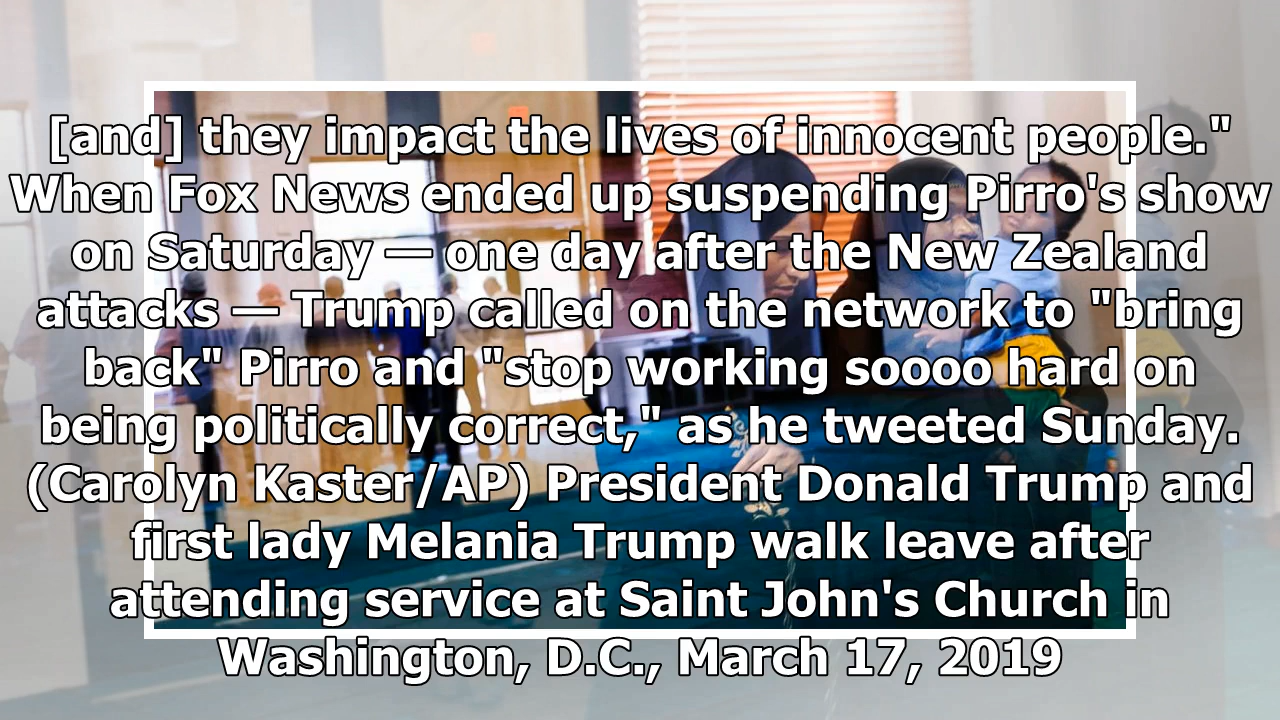 [and] they impact the lives of innocent people."
When Fox News ended up suspending Pirro's show
on Saturday — one day after the New Zealand
attacks — Trump called on the network to "bring
back" Pirro and "stop working soooo hard on
being politically correct," as he tweeted Sunday.
(Carolyn Kaster/AP) President Donald Trump and
first lady Melania Trump walk leave after
attending service at Saint John's Church in
Washington, D.C., March 17, 2019